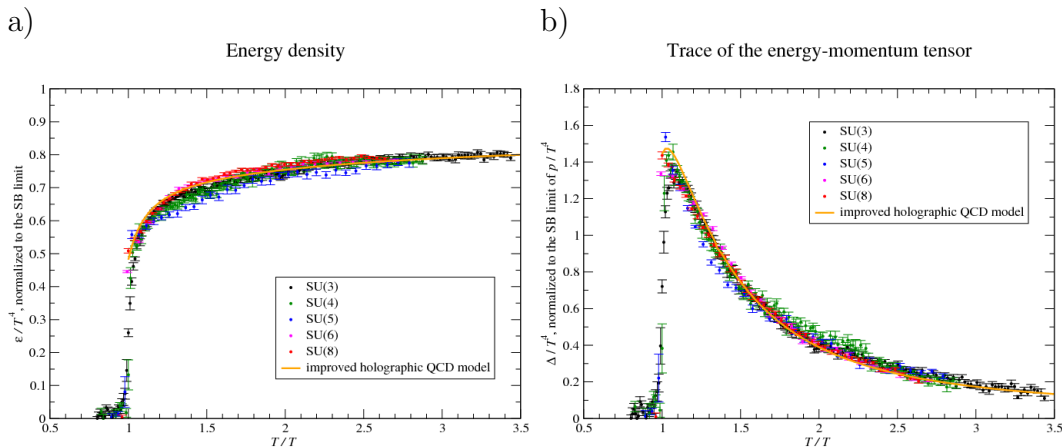 a)
Energy density
ε / T⁴, normalized to the SB limit
1
0.9
0.8
0.7
0.6
0.5
0.4
0.3
0.2
0.1
0
0.5
1
1.5
2
2.5
3
3.5
T / T
SU(3)
SU(4)
SU(5)
SU(6)
SU(8)
improved holographic QCD model
b)
Trace of the energy-momentum tensor
Δ / T⁴, normalized to the SB limit of p / T⁴
1.8
1.6
1.4
1.2
1
0.8
0.6
0.4
0.2
0
0.5
1
1.5
2
2.5
3
3.5
T / T
SU(3)
SU(4)
SU(5)
SU(6)
SU(8)
improved holographic QCD model